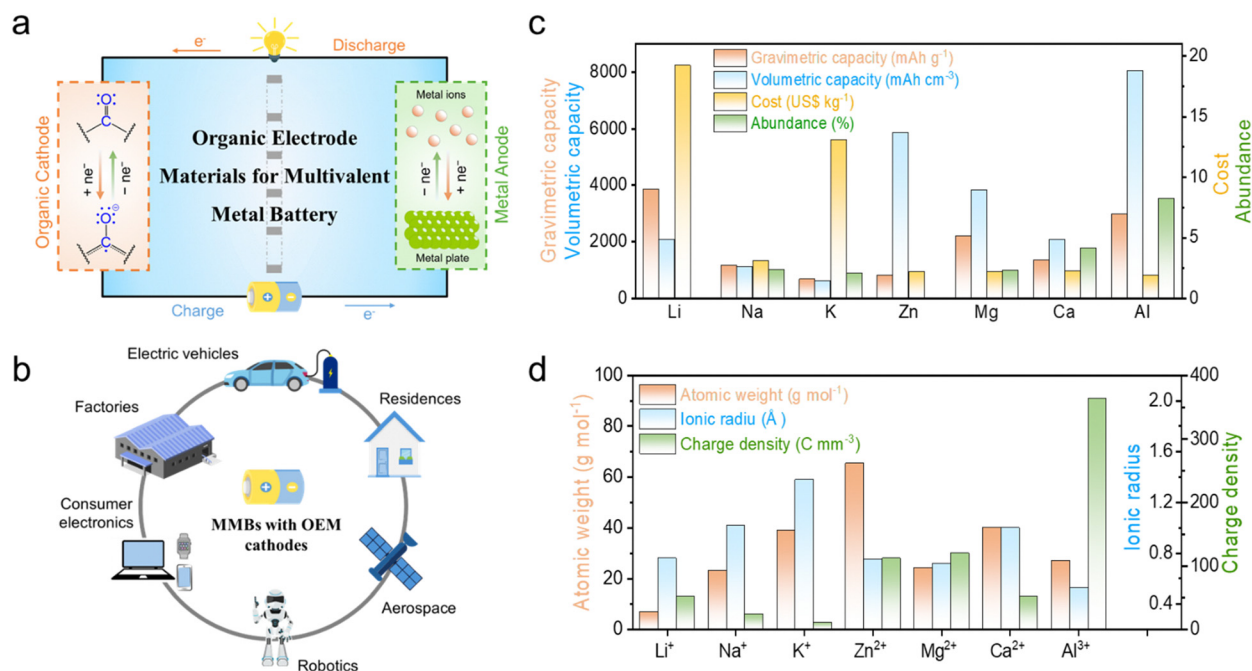 a
e⁻
Discharge
Organic Cathode
O
C
+ ne⁻
− ne⁻
O
C
Organic Electrode
Materials for Multivalent
Metal Battery
Metal ions
− ne⁻
+ ne⁻
Metal plate
Metal Anode
Charge
+
−
e⁻
b
Electric vehicles
Factories
Residences
Consumer
electronics
+
−
MMBs with OEM
cathodes
Aerospace
Robotics
c
Gravimetric capacity
Volumetric capacity
8000
6000
4000
2000
0
Gravimetric capacity (mAh g⁻¹)
Volumetric capacity (mAh cm⁻³)
Cost (US$ kg⁻¹)
Abundance (%)
20
15
10
5
0
Cost
Abundance
Li
Na
K
Zn
Mg
Ca
Al
d
Atomic weight (g mol⁻¹)
100
80
60
40
20
0
Atomic weight (g mol⁻¹)
Ionic radiu (Å )
Charge density (C mm⁻³)
2.0
1.6
1.2
0.8
0.4
Ionic radius
400
300
200
100
0
Charge density
Li⁺
Na⁺
K⁺
Zn²⁺
Mg²⁺
Ca²⁺
Al³⁺